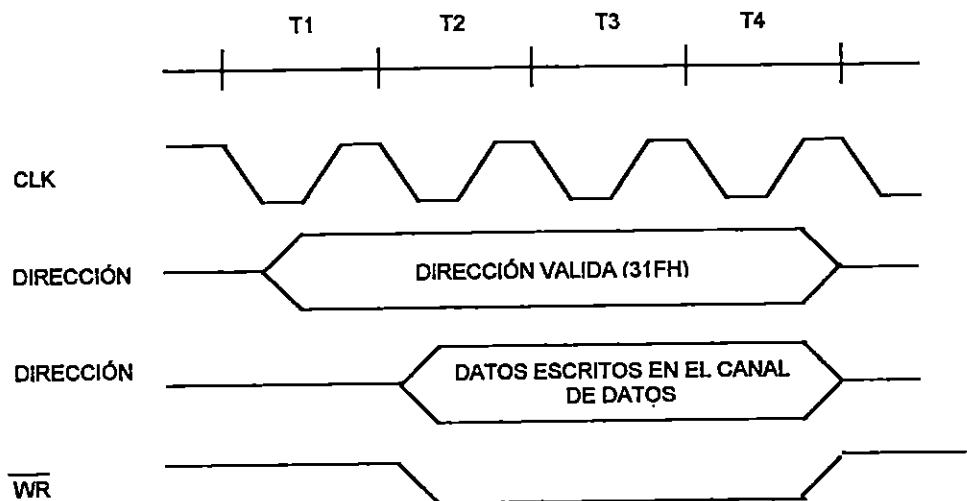 T1 T2 T3 T4
CLK
DIRECCIÓN
DIRECCIÓN VALIDA (31FH)
DIRECCIÓN
DATOS ESCRITOS EN EL CANAL
DE DATOS
WR